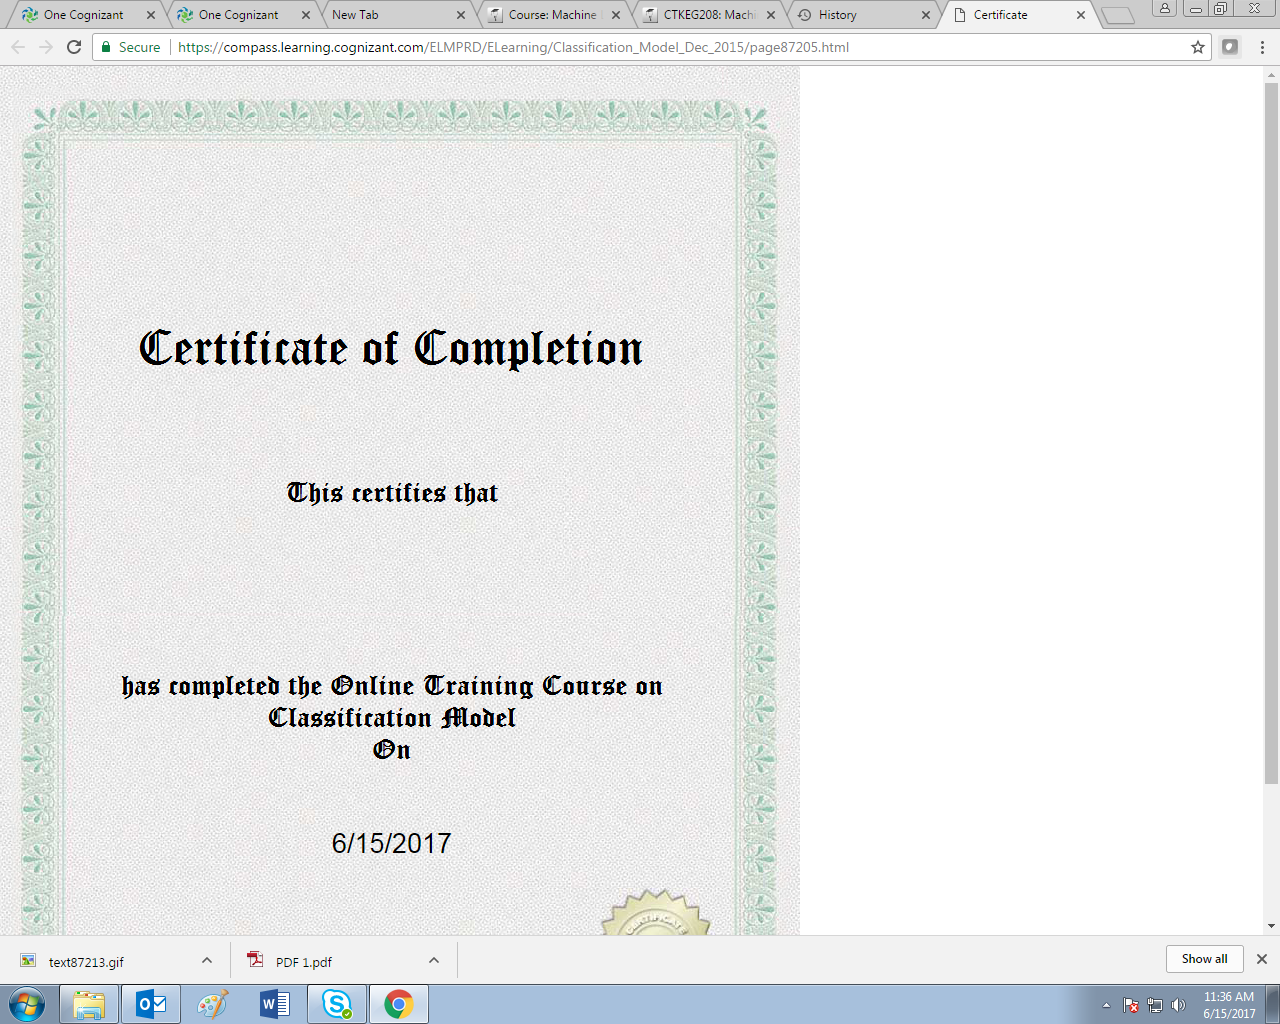 One Cognizant
One Cognizant
New Tab
Course: Machine
CTKEG208: Machi
History
Certificate
Secure
https://compass.learning.cognizant.com/ELMPRD/ELearning/Classification_Model_Dec_2015/page87205.html
Certificate of Completion
This certifies that
has completed the Online Training Course on
Classification Model
On
6/15/2017
CERTIFICATE
text87213.gif
PDF 1.pdf
Show all
11:36 AM
6/15/2017